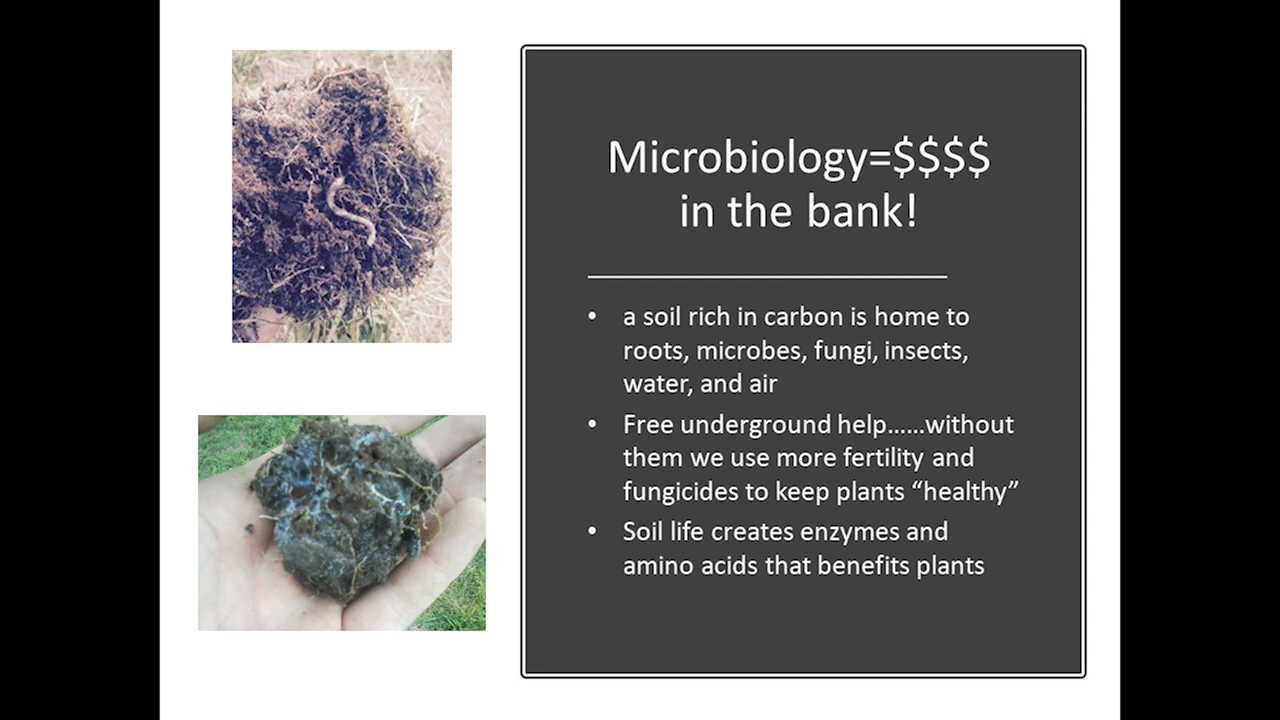 Microbiology=$$$$
in the bank!
• a soil rich in carbon is home to
roots, microbes, fungi, insects,
water, and air
• Free underground help……without
them we use more fertility and
fungicides to keep plants “healthy”
• Soil life creates enzymes and
amino acids that benefits plants